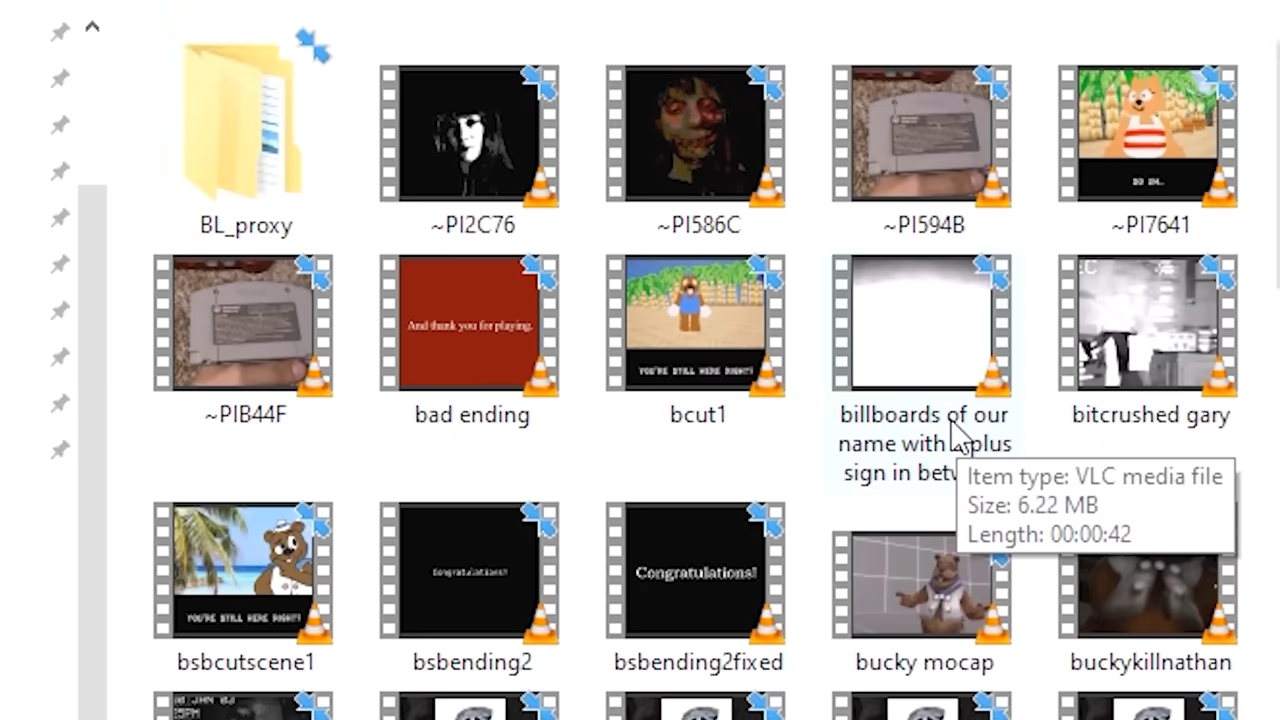 BL_proxy
~PI2C76
~PI586C
~PI594B
DO UH..
~PI7641
~PIB44F
And thank you for playing.
bad ending
YOU'RE STILL HERE RIGHT?
bcut1
billboards of our
name with plus
sign in
bitcrushed gary
Item type: VLC media file
Size: 6.22 MB
Length: 00:00:42
YOU'RE STILL HERE RIGHT?
bsbcutscene1
Congratulations!
bsbending2
Congratulations!
bsbending2fixed
bucky mocap
buckykillnathan